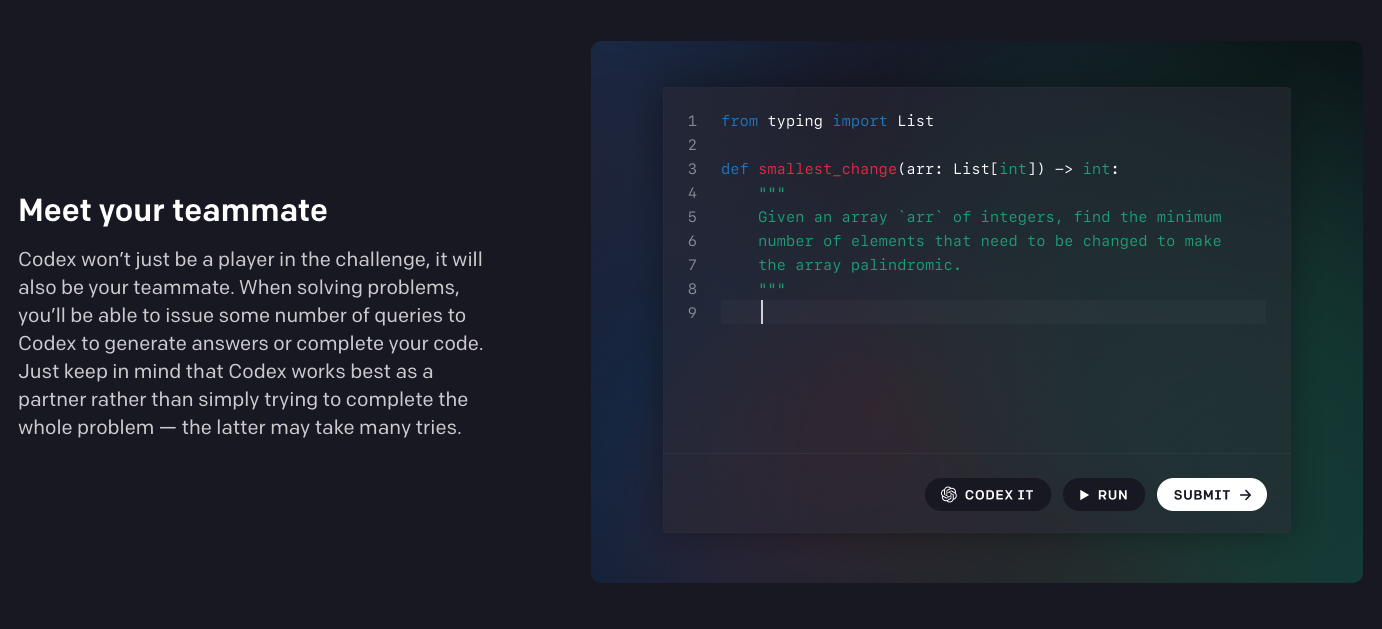 Meet your teammate
Codex won’t just be a player in the challenge, it will
also be your teammate. When solving problems,
you’ll be able to issue some number of queries to
Codex to generate answers or complete your code.
Just keep in mind that Codex works best as a
partner rather than simply trying to complete the
whole problem — the latter may take many tries.
1 from typing import List
2
3 def smallest_change(arr: List[int]) -> int:
4     """
5     Given an array `arr` of integers, find the minimum
6     number of elements that need to be changed to make
7     the array palindromic.
8     """
9
CODEX IT RUN SUBMIT →